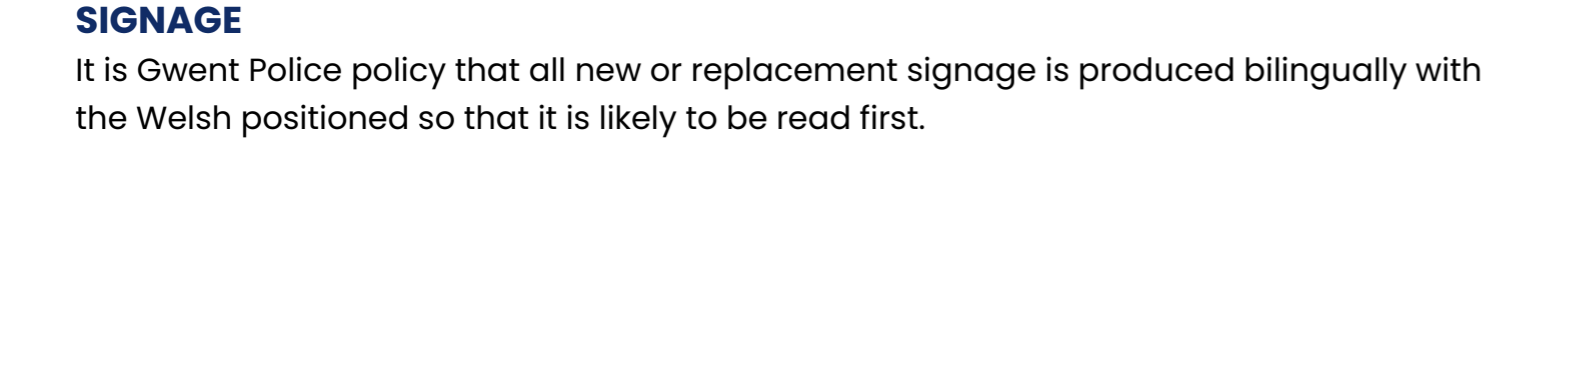 SIGNAGE
It is Gwent Police policy that all new or replacement signage is produced bilingually with
the Welsh positioned so that it is likely to be read first.